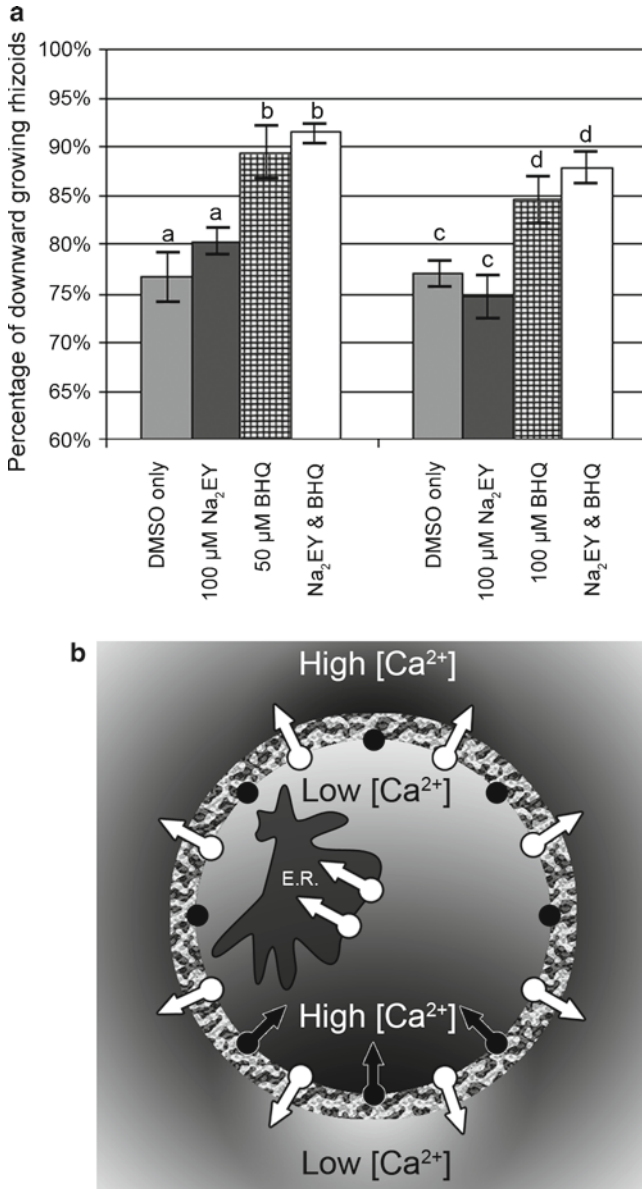 a
Percentage of downward growing rhizoids
100%
95%
90%
85%
80%
75%
70%
65%
60%
a
a
b
b
c
c
d
d
DMSO only
100 µM Na₂EY
50 µM BHQ
Na₂EY & BHQ
DMSO only
100 µM Na₂EY
100 µM BHQ
Na₂EY & BHQ
b
High [Ca²⁺]
Low [Ca²⁺]
E.R.
High [Ca²⁺]
Low [Ca²⁺]